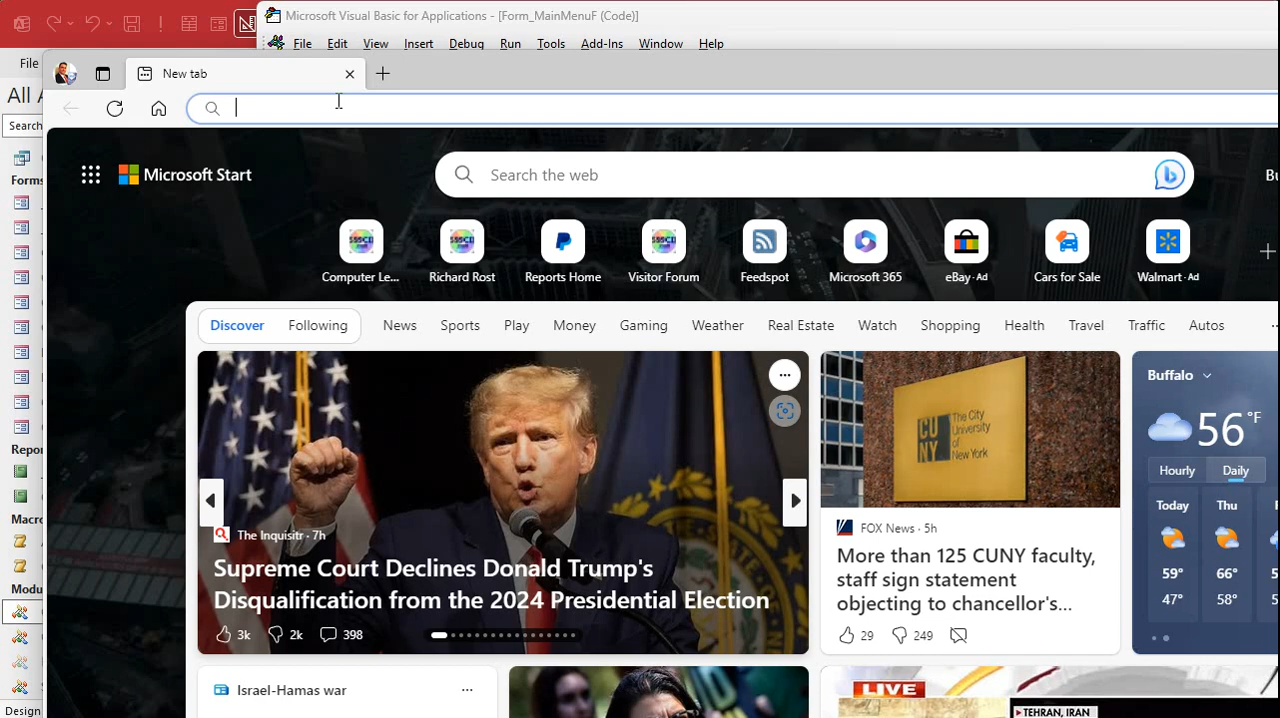 Microsoft Visual Basic for Applications - [Form_MainMenuF (Code)]
File Edit View Insert Debug Run Tools Add-Ins Window Help
File
New tab
All A
Search
Microsoft Start
Search the web
Forms
Computer Le... Richard Rost Reports Home Visitor Forum Feedspot Microsoft 365 eBay · Ad Cars for Sale Walmart · Ad
Discover Following News Sports Play Money Gaming Weather Real Estate Watch Shopping Health Travel Traffic Autos ...
The Inquisitr · 7h
Supreme Court Declines Donald Trump's
Disqualification from the 2024 Presidential Election
3k 2k 398
CU
NY
The City
University
of
New York
FOX News · 5h
More than 125 CUNY faculty,
staff sign statement
objecting to chancellor's...
29 249
Buffalo
56 °F
Hourly Daily
Today Thu
59° 66°
47° 58°
Repor
Macro
Modu
Design
Israel-Hamas war
LIVE
TEHRAN, IRAN